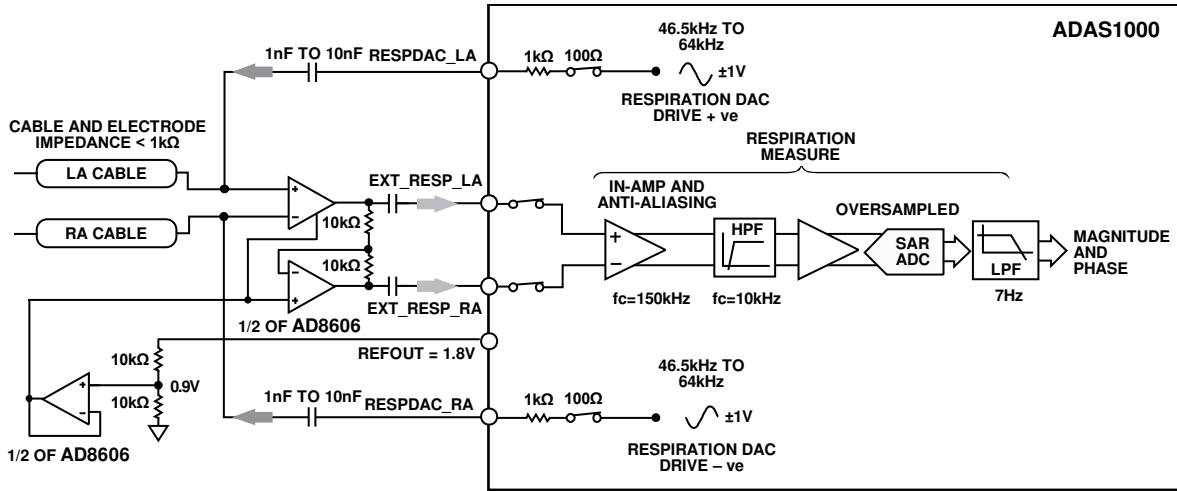 ADAS1000
46.5kHz TO
64kHz
1nF TO 10nF
RESPDAC_LA
1kΩ
100Ω
±1V
RESPIRATION DAC
DRIVE + ve
CABLE AND ELECTRODE
IMPEDANCE < 1kΩ
LA CABLE
RA CABLE
+
–
EXT_RESP_LA
10kΩ
10kΩ
–
+
EXT_RESP_RA
1/2 OF AD8606
RESPIRATION
MEASURE
IN-AMP AND
ANTI-ALIASING
+
–
fc=150kHz
HPF
fc=10kHz
OVERSAMPLED
SAR
ADC
LPF
7Hz
MAGNITUDE
AND
PHASE
REFOUT = 1.8V
10kΩ
+
–
0.9V
10kΩ
1/2 OF AD8606
1nF TO 10nF
RESPDAC_RA
1kΩ
100Ω
46.5kHz TO
64kHz
±1V
RESPIRATION DAC
DRIVE – ve